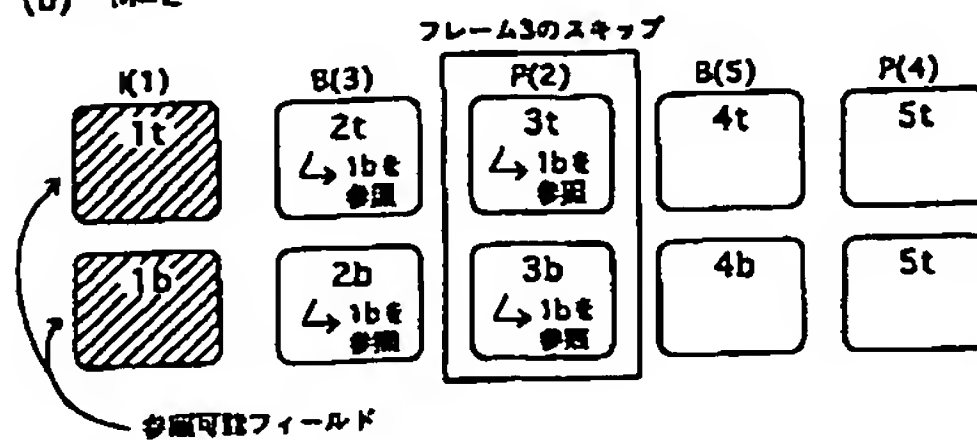 (b) M=2
フレーム3のスキップ
I(1) B(3) P(2) B(5) P(4)
1t 2t 3t 4t 5t
1bを 1bを
参照 参照
1b 2b 3b 4b 5t
1bを 1bを
参照 参照
参照可能フィールド